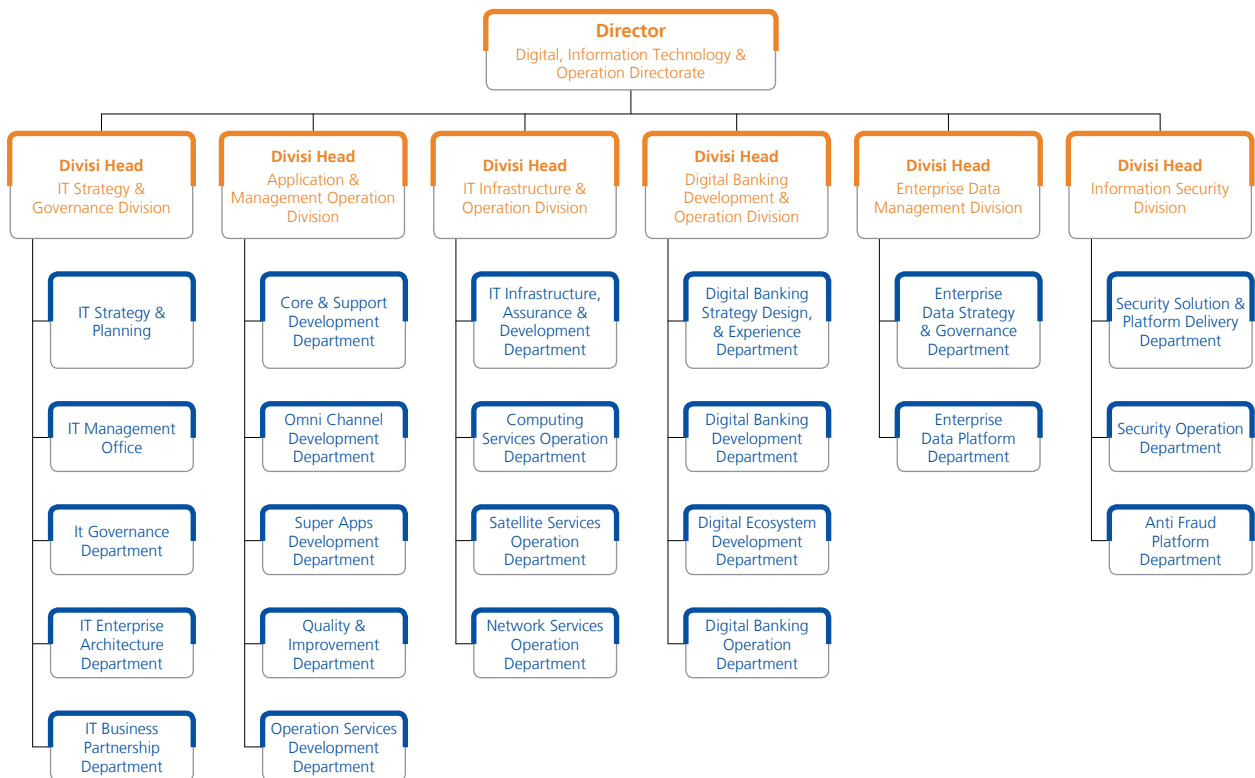 Director
Digital, Information Technology &
Operation Directorate
Divisi Head
IT Strategy &
Governance Division
Divisi Head
Application &
Management Operation
Division
Divisi Head
IT Infrastructure &
Operation Division
Divisi Head
Digital Banking
Development &
Operation Division
Divisi Head
Enterprise Data
Management Division
Divisi Head
Information Security
Division
IT Strategy &
Planning
IT Management
Office
It Governance
Department
IT Enterprise
Architecture
Department
IT Business
Partnership
Department
Core & Support
Development
Department
Omni Channel
Development
Department
Super Apps
Development
Department
Quality &
Improvement
Department
Operation Services
Development
Department
IT Infrastructure,
Assurance &
Development
Department
Computing
Services Operation
Department
Satellite Services
Operation
Department
Network Services
Operation
Department
Digital Banking
Strategy Design,
& Experience
Department
Digital Banking
Development
Department
Digital Ecosystem
Development
Department
Digital Banking
Operation
Department
Enterprise
Data Strategy
& Governance
Department
Enterprise
Data Platform
Department
Security Solution &
Platform Delivery
Department
Security Operation
Department
Anti Fraud
Platform
Department